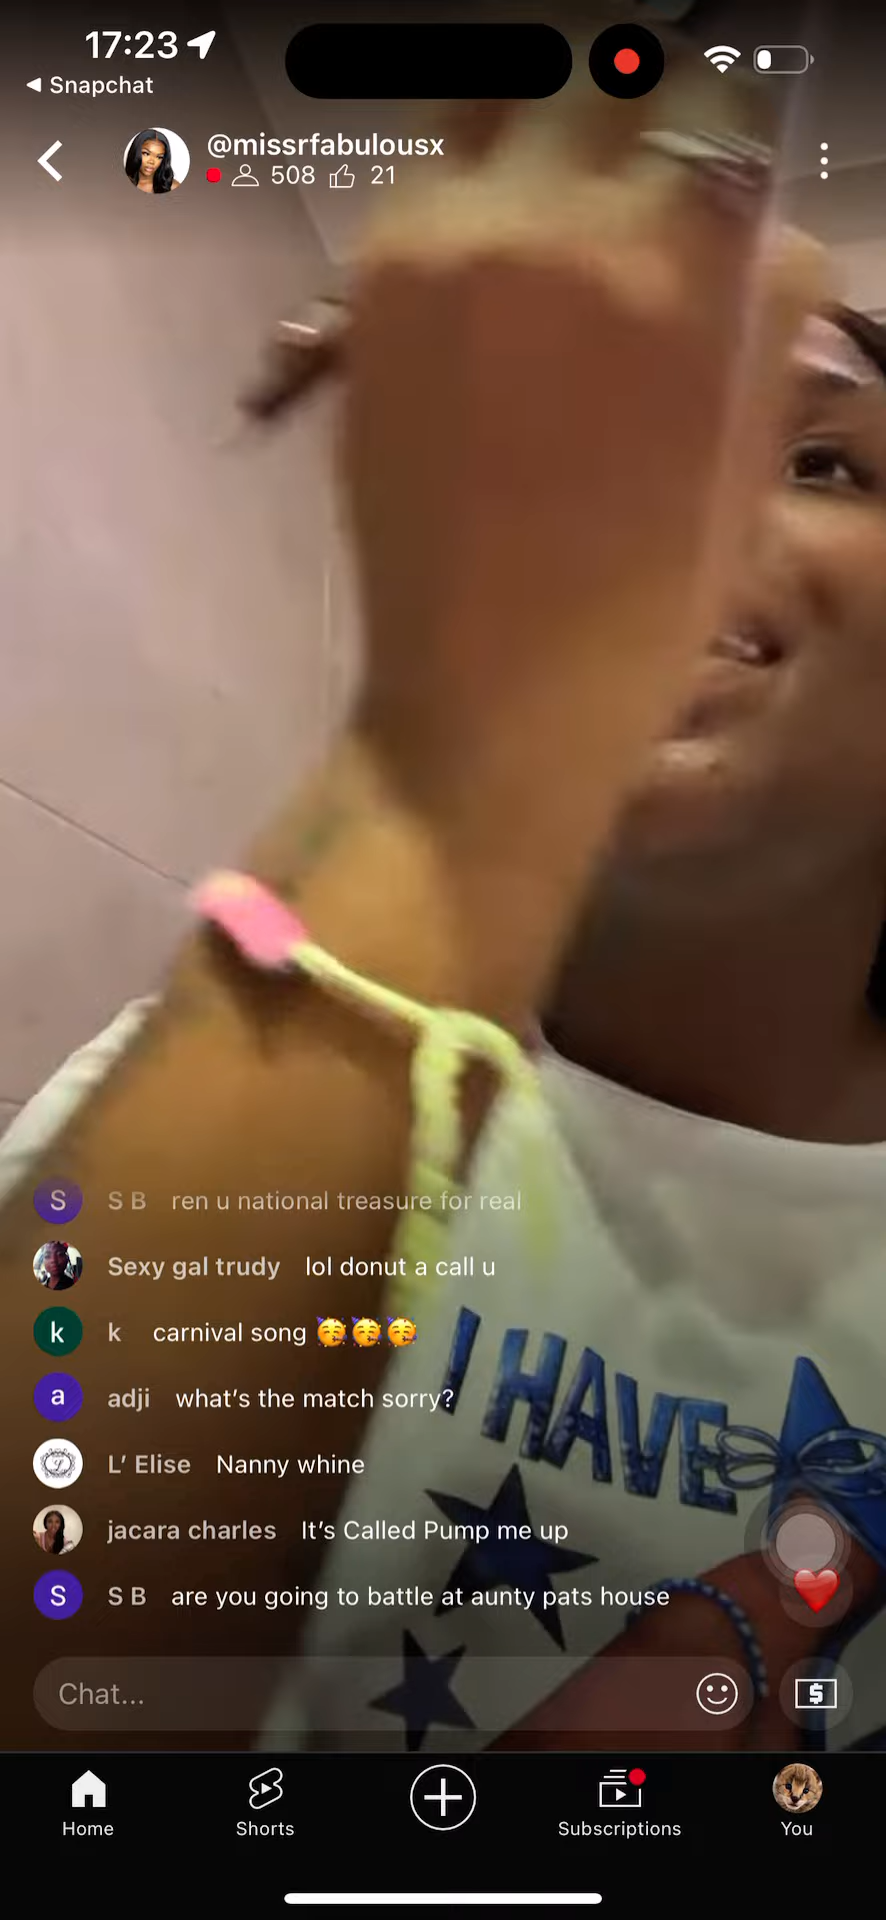 17:23
Snapchat
@missrfabulousx
508 21
S S B ren u national treasure for real
Sexy gal trudy lol donut a call u
k k carnival song 🥳🥳🥳
a adji what's the match sorry?
L' Elise Nanny whine
jacara charles It's Called Pump me up
S S B are you going to battle at aunty pats house
I HAVE
Chat...
$
Home Shorts Subscriptions You